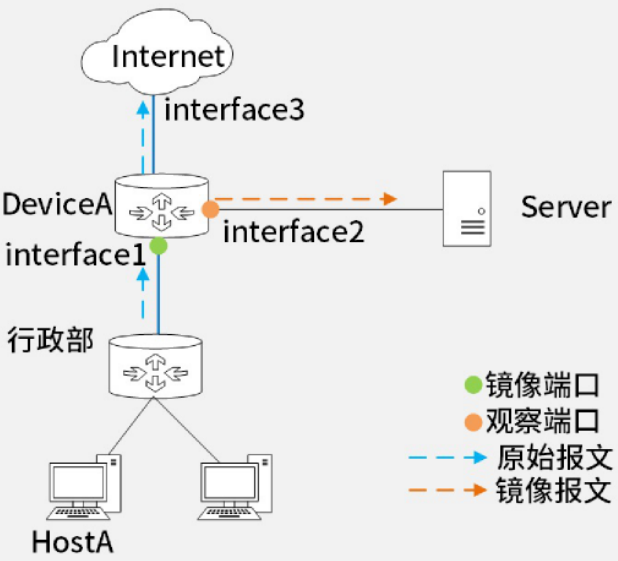 Internet
interface3
DeviceA
Server
interface2
interface1
行政部
镜像端口
观察端口
原始报文
镜像报文
HostA